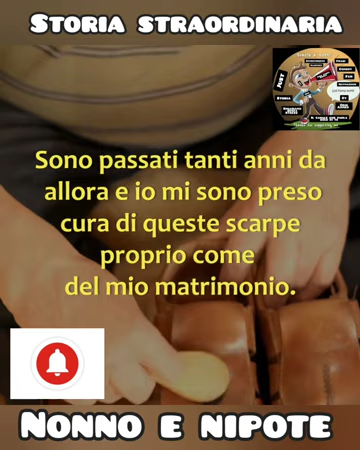 Storia straordinaria
Sono passati tanti anni da
allora e io mi sono preso
cura di queste scarpe
proprio come
del mio matrimonio.
Nonno e nipote